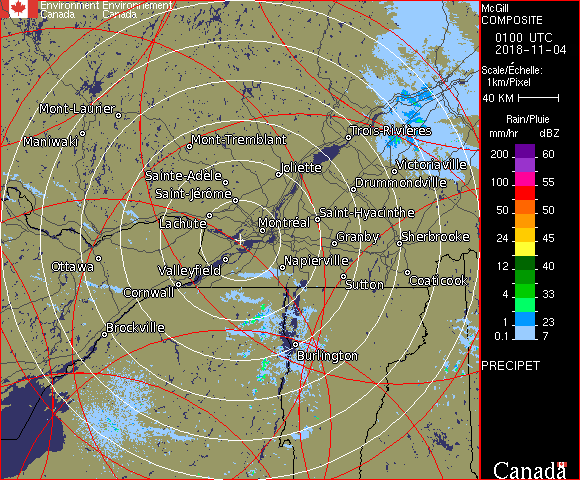 Environment Environnement
Canada Canada
McGill
COMPOSITE
0100 UTC
2018-11-04
Scale/Échelle:
1km/Pixel
40 KM
Rain/Pluie
mm/hr dBZ
200 60
100 55
50 50
24 45
12 40
4 33
1 23
0.1 7
PRECIPET
Canada
Mont-Laurier
Maniwaki
Mont-Tremblant
Trois-Rivières
Sainte-Adèle
Joliette
Victoriaville
Saint-Jérôme
Drummondville
Lachute
Montréal
Saint-Hyacinthe
Granby
Sherbrooke
Ottawa
Valleyfield
Napierville
Cornwall
Sutton
Coaticook
Brockville
Burlington